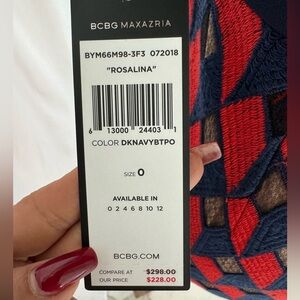 BCBG MAXAZRIA
BYM66M98-3F3 072018
"ROSALINA"
6 13000 24403 1
COLOR DKNAVYBTPO
SIZE 0
AVAILABLE IN
0 2 4 6 8 10 12
BCBG.COM
COMPARE AT $298.00
OUR PRICE $228.00